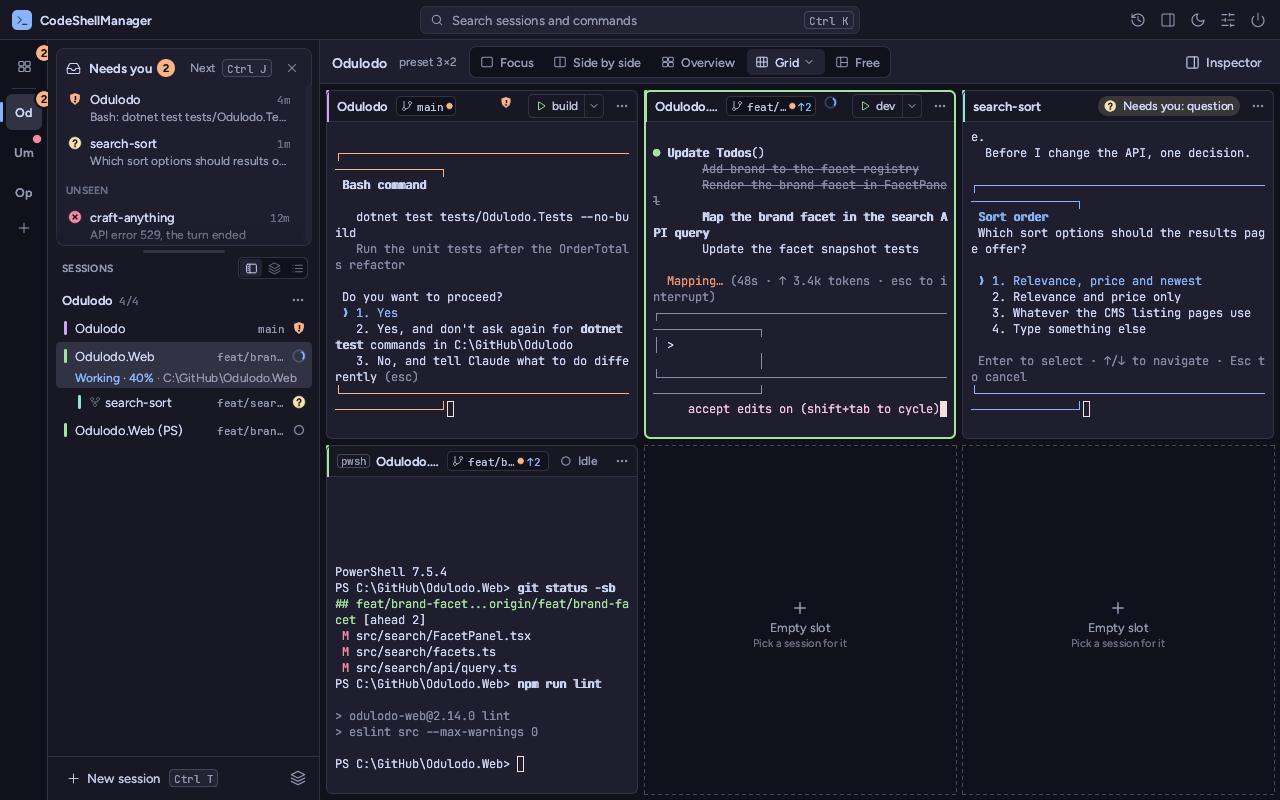 CodeShellManager
Search sessions and commands
Ctrl K
2
2
Od
Um
Op
Needs you 2 Next Ctrl J
Odulodo 4m
Bash: dotnet test tests/Odulodo.Te…
search-sort 1m
Which sort options should results o…
UNSEEN
craft-anything 12m
API error 529, the turn ended
SESSIONS
Odulodo 4/4
Odulodo main
Odulodo.Web feat/bran…
Working · 40% · C:\GitHub\Odulodo.Web
search-sort feat/sear…
Odulodo.Web (PS) feat/bran…
New session Ctrl T
Odulodo preset 3×2 Focus Side by side Overview Grid Free Inspector
Odulodo main build
Bash command
dotnet test tests/Odulodo.Tests --no-bu
ild
Run the unit tests after the OrderTotal
s refactor
Do you want to proceed?
❯ 1. Yes
2. Yes, and don't ask again for dotnet
test commands in C:\GitHub\Odulodo
3. No, and tell Claude what to do diffe
rently (esc)
Odulodo.… feat/… ↑2 dev
Update Todos()
Add brand to the facet registry
Render the brand facet in FacetPane
l
Map the brand facet in the search A
PI query
Update the facet snapshot tests
Mapping… (48s · ↑ 3.4k tokens · esc to i
nterrupt)
>
accept edits on (shift+tab to cycle)
search-sort Needs you: question
e.
Before I change the API, one decision.
Sort order
Which sort options should the results pag
e offer?
❯ 1. Relevance, price and newest
2. Relevance and price only
3. Whatever the CMS listing pages use
4. Type something else
Enter to select · ↑/↓ to navigate · Esc t
o cancel
pwsh Odulodo.… feat/b… ↑2 Idle
PowerShell 7.5.4
PS C:\GitHub\Odulodo.Web> git status -sb
## feat/brand-facet...origin/feat/brand-fa
cet [ahead 2]
M src/search/FacetPanel.tsx
M src/search/facets.ts
M src/search/api/query.ts
PS C:\GitHub\Odulodo.Web> npm run lint
> odulodo-web@2.14.0 lint
> eslint src --max-warnings 0
PS C:\GitHub\Odulodo.Web>
Empty slot
Pick a session for it
Empty slot
Pick a session for it